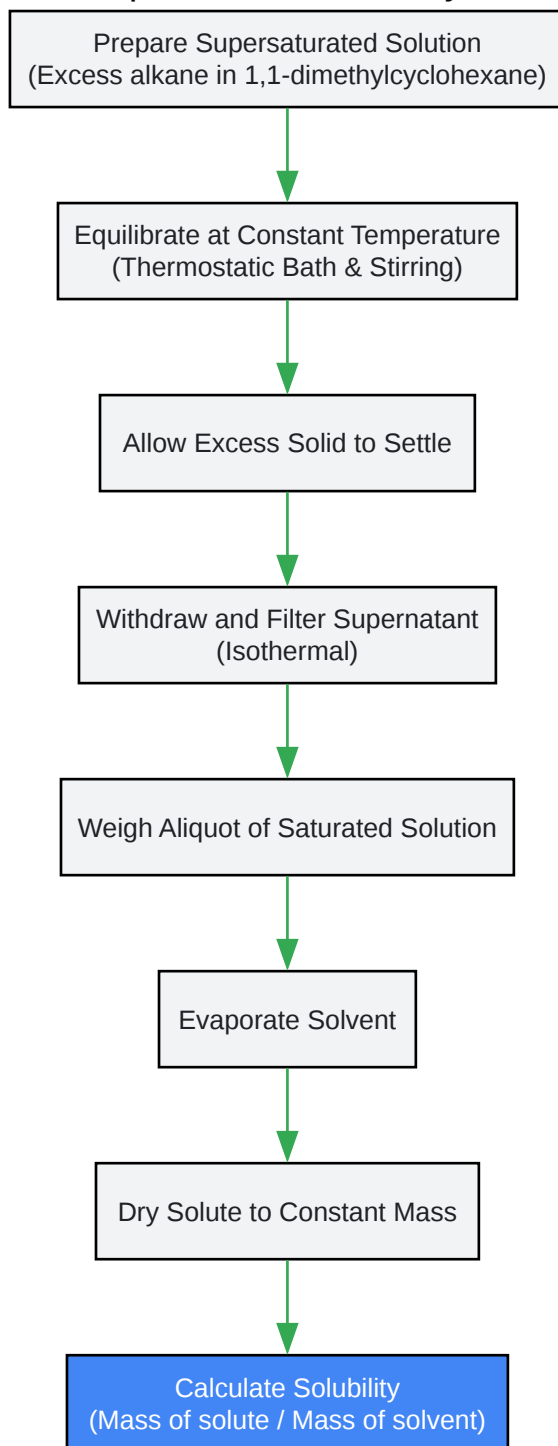 Prepare Supersaturated Solution
(Excess alkane in 1,1-dimethylcyclohexane)
Equilibrate at Constant Temperature
(Thermostatic Bath & Stirring)
Allow Excess Solid to Settle
Withdraw and Filter Supernatant
(Isothermal)
Weigh Aliquot of Saturated Solution
Evaporate Solvent
Dry Solute to Constant Mass
Calculate Solubility
(Mass of solute / Mass of solvent)